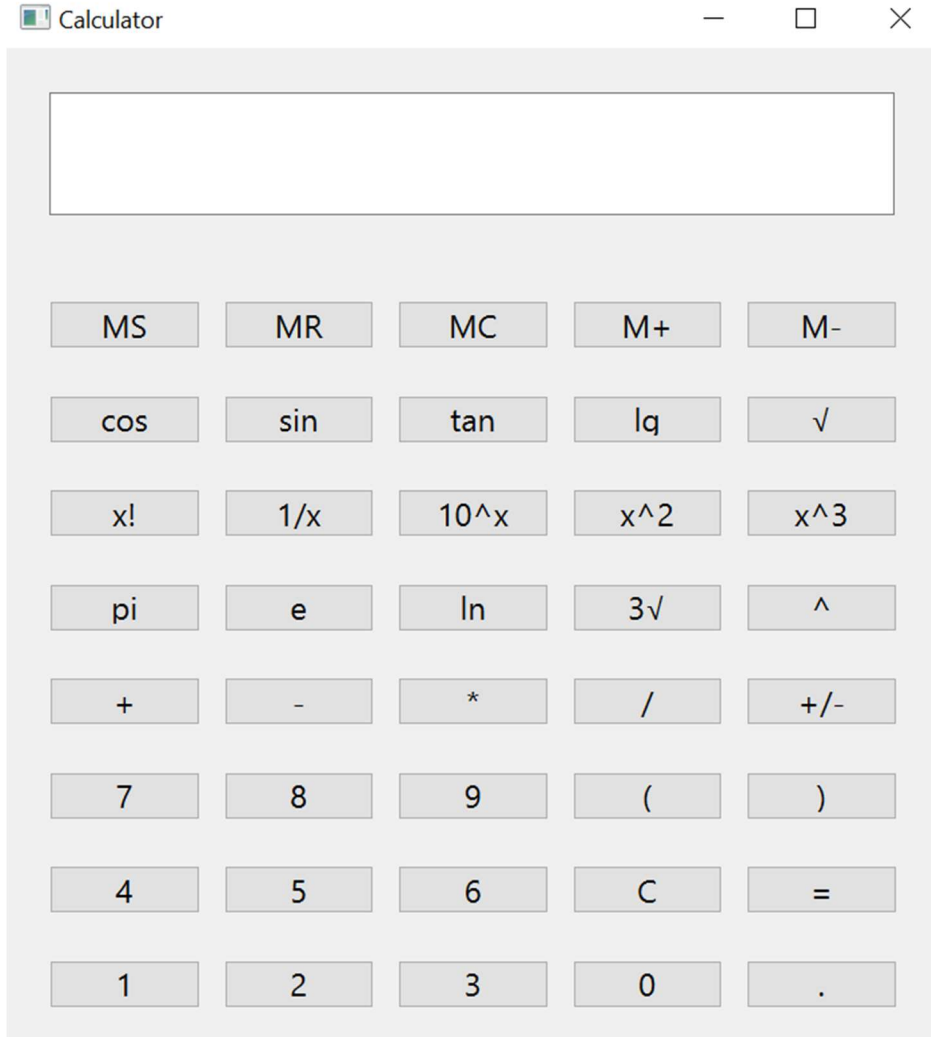 Calculator
MS MR MC M+ M-
cos sin tan lg √
x! 1/x 10^x x^2 x^3
pi e ln 3√ ^
+ - * / +/-
7 8 9 ( )
4 5 6 C =
1 2 3 0 .